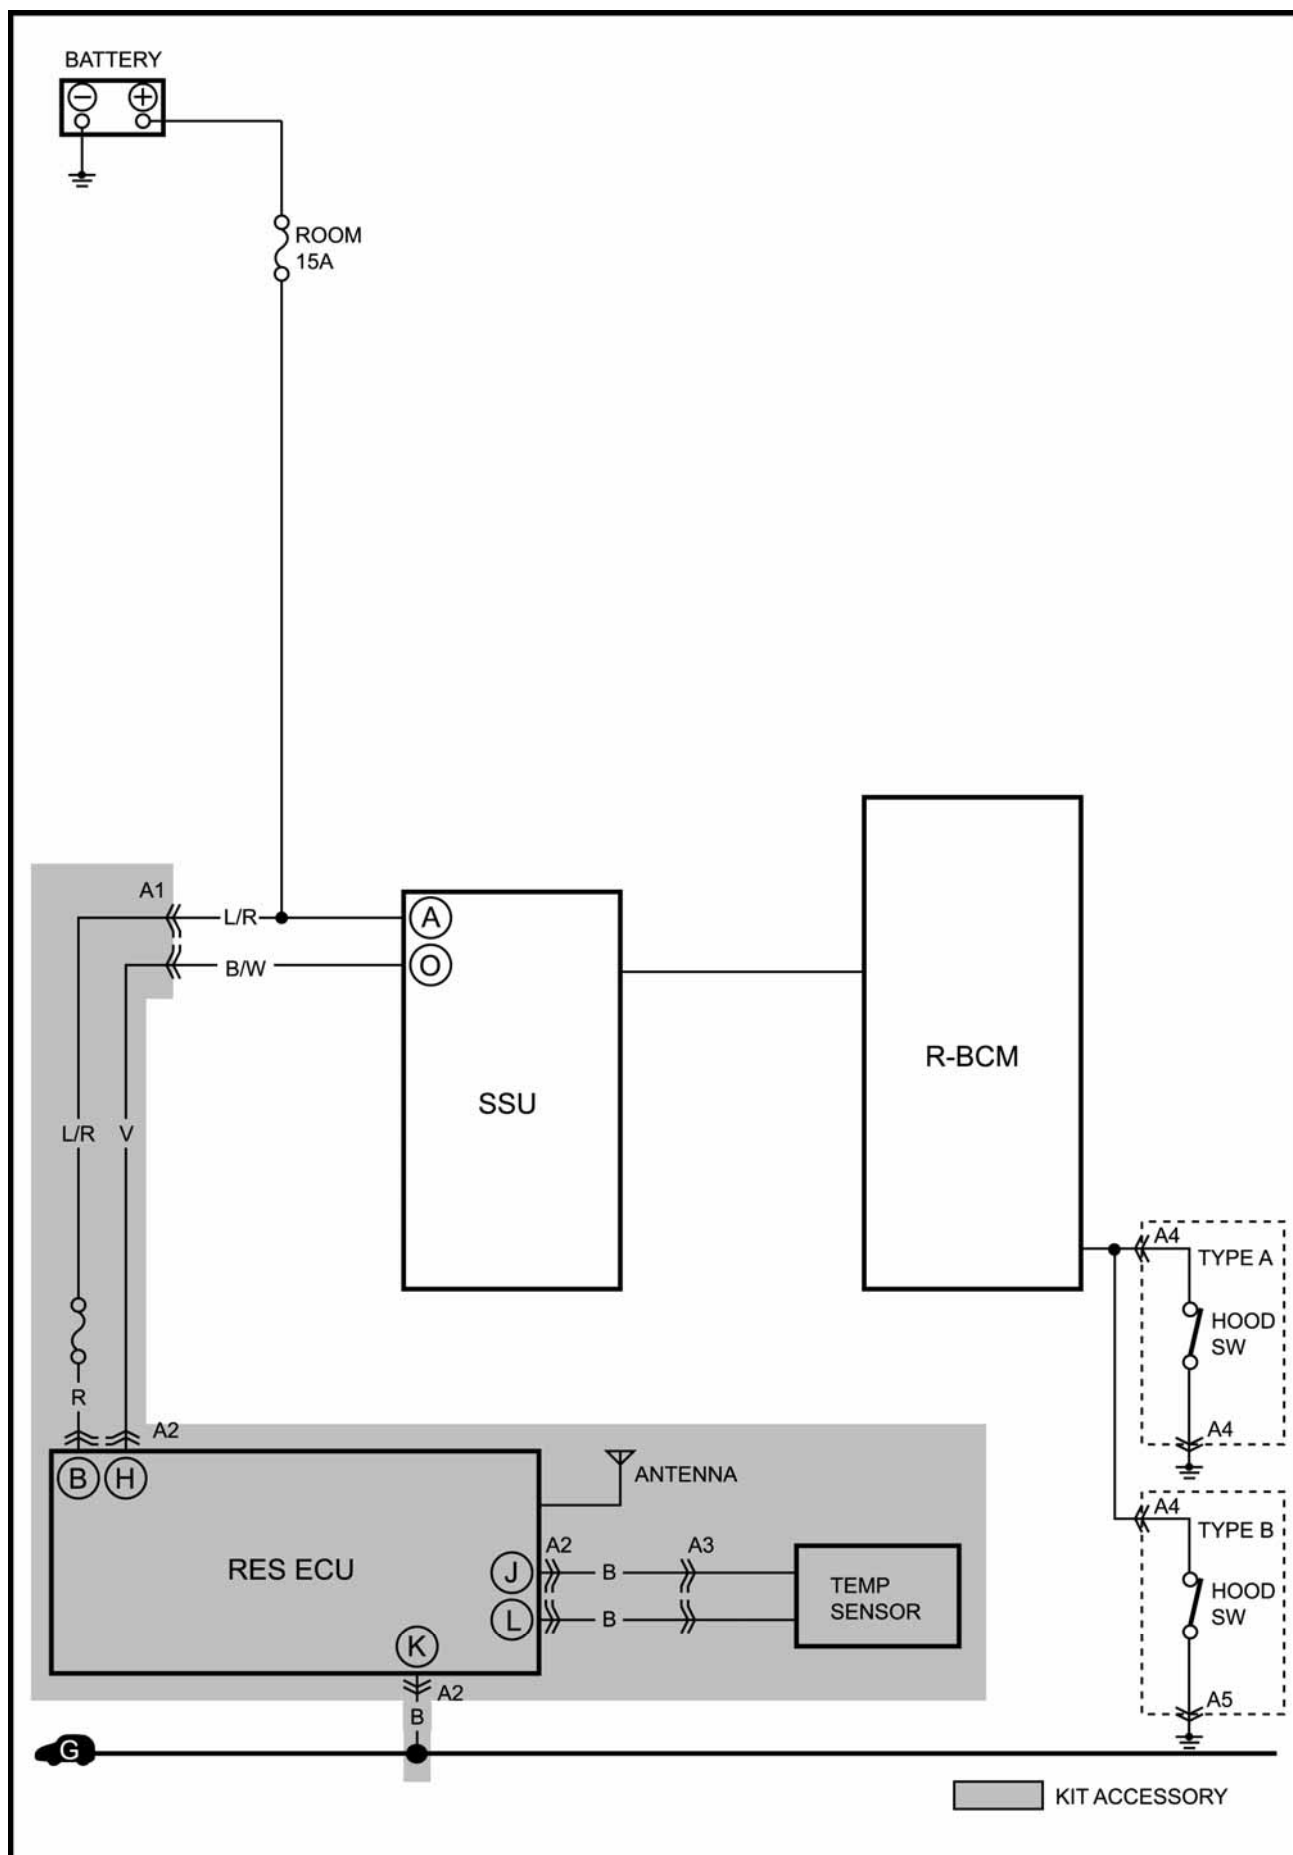 BATTERY
− +
ROOM
15A
A1
L/R
A
B/W
O
R-BCM
SSU
L/R V
A4
TYPE A
HOOD
SW
R
A2
A4
B H
ANTENNA
A4
TYPE B
A2 A3
RES ECU
J
B
TEMP
SENSOR
HOOD
SW
L
B
K
A2
A5
B
G
KIT ACCESSORY